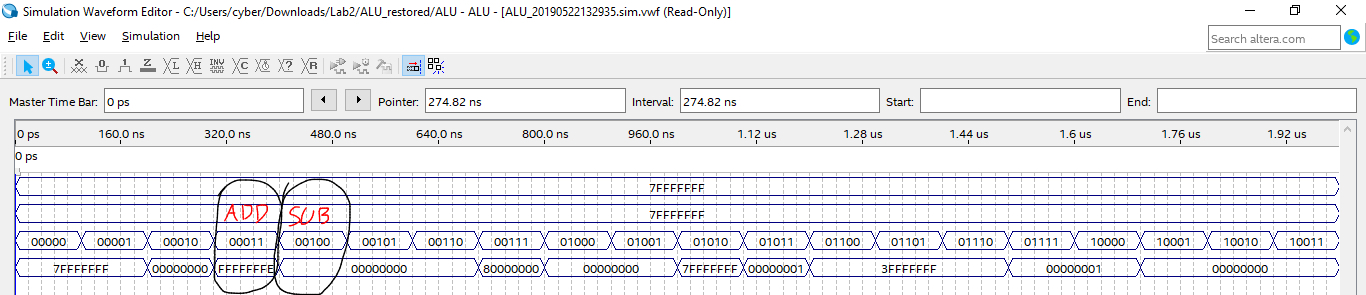 Simulation Waveform Editor - C:/Users/cyber/Downloads/Lab2/ALU_restored/ALU - ALU - [ALU_20190522132935.sim.vwf (Read-Only)]
File Edit View Simulation Help
Search altera.com
Master Time Bar: 0 ps Pointer: 274.82 ns Interval: 274.82 ns Start: End:
0 ps 160.0 ns 320.0 ns 480.0 ns 640.0 ns 800.0 ns 960.0 ns 1.12 us 1.28 us 1.44 us 1.6 us 1.76 us 1.92 us
0 ps
7FFFFFFF
ADD SUB 7FFFFFFF
00000 00001 00010 00011 00100 00101 00110 00111 01000 01001 01010 01011 01100 01101 01110 01111 10000 10001 10010 10011
7FFFFFFF 00000000 FFFFFFFE 00000000 80000000 00000000 7FFFFFFF 00000001 3FFFFFFF 00000001 00000000